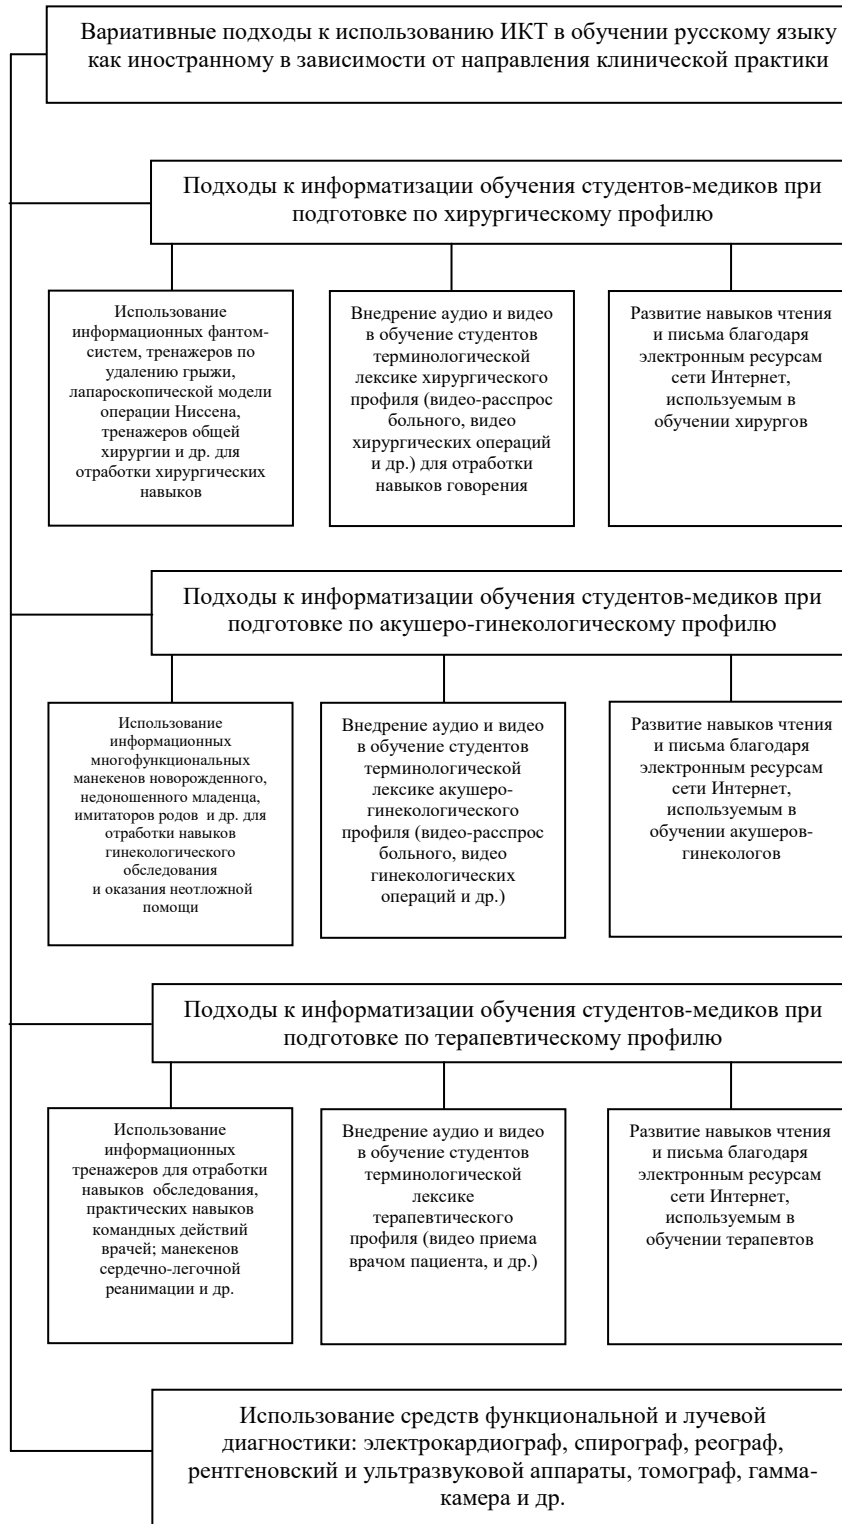 Вариативные подходы к использованию ИКТ в обучении русскому языку
как иностранному в зависимости от направления клинической практики
Подходы к информатизации обучения студентов-медиков при
подготовке по хирургическому профилю
Использование
информационных фантом-
систем, тренажеров по
удалению грыжи,
лапароскопической модели
операции Ниссена,
тренажеров общей
хирургии и др. для
отработки хирургических
навыков
Внедрение аудио и видео
в обучение студентов
терминологической
лексике хирургического
профиля (видео-расспрос
больного, видео
хирургических операций
и др.) для отработки
навыков говорения
Развитие навыков чтения
и письма благодаря
электронным ресурсам
сети Интернет,
используемым в
обучении хирургов
Подходы к информатизации обучения студентов-медиков при
подготовке по акушеро-гинекологическому профилю
Использование
информационных
многофункциональных
манекенов новорожденного,
недоношенного младенца,
имитаторов родов и др. для
отработки навыков
гинекологического
обследования
и оказания неотложной
помощи
Внедрение аудио и видео
в обучение студентов
терминологической
лексике акушеро-
гинекологического
профиля (видео-расспрос
больного, видео
гинекологических
операций и др.)
Развитие навыков чтения
и письма благодаря
электронным ресурсам
сети Интернет,
используемым в
обучении акушеров-
гинекологов
Подходы к информатизации обучения студентов-медиков при
подготовке по терапевтическому профилю
Использование
информационных
тренажеров для отработки
навыков обследования,
практических навыков
командных действий
врачей; манекенов
сердечно-легочной
реанимации и др.
Внедрение аудио и видео
в обучение студентов
терминологической
лексике
терапевтического
профиля (видео приема
врачом пациента, и др.)
Развитие навыков чтения
и письма благодаря
электронным ресурсам
сети Интернет,
используемым в
обучении терапевтов
Использование средств функциональной и лучевой
диагностики: электрокардиограф, спирограф, реограф,
рентгеновский и ультразвуковой аппараты, томограф, гамма-
камера и др.